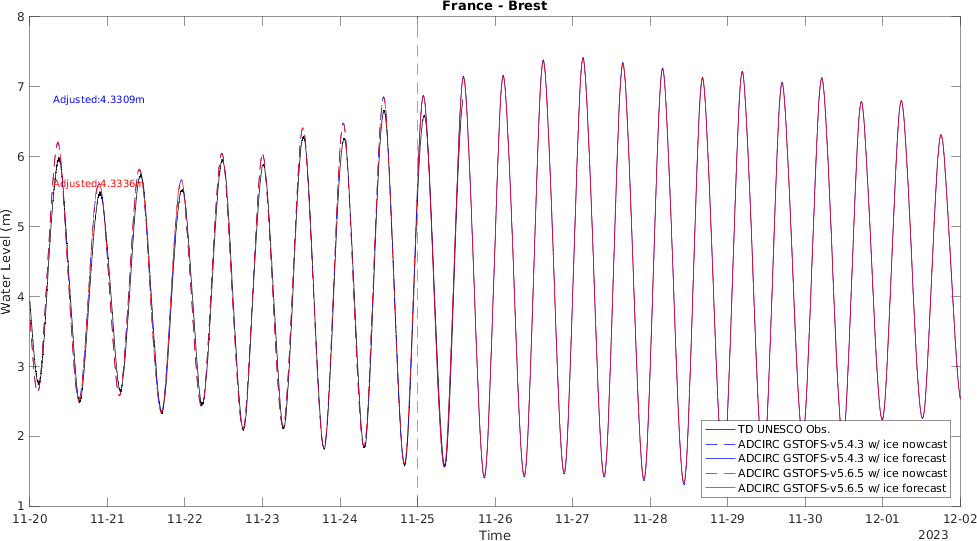 France - Brest
8
7
6
5
4
3
2
1
Water Level (m)
Adjusted:4.3309m
Adjusted:4.3336m
TD UNESCO Obs.
ADCIRC GSTOFS-v5.4.3 w/ ice nowcast
ADCIRC GSTOFS-v5.4.3 w/ ice forecast
ADCIRC GSTOFS-v5.6.5 w/ ice nowcast
ADCIRC GSTOFS-v5.6.5 w/ ice forecast
11-20 11-21 11-22 11-23 11-24 11-25 11-26 11-27 11-28 11-29 11-30 12-01 12-02
Time
2023